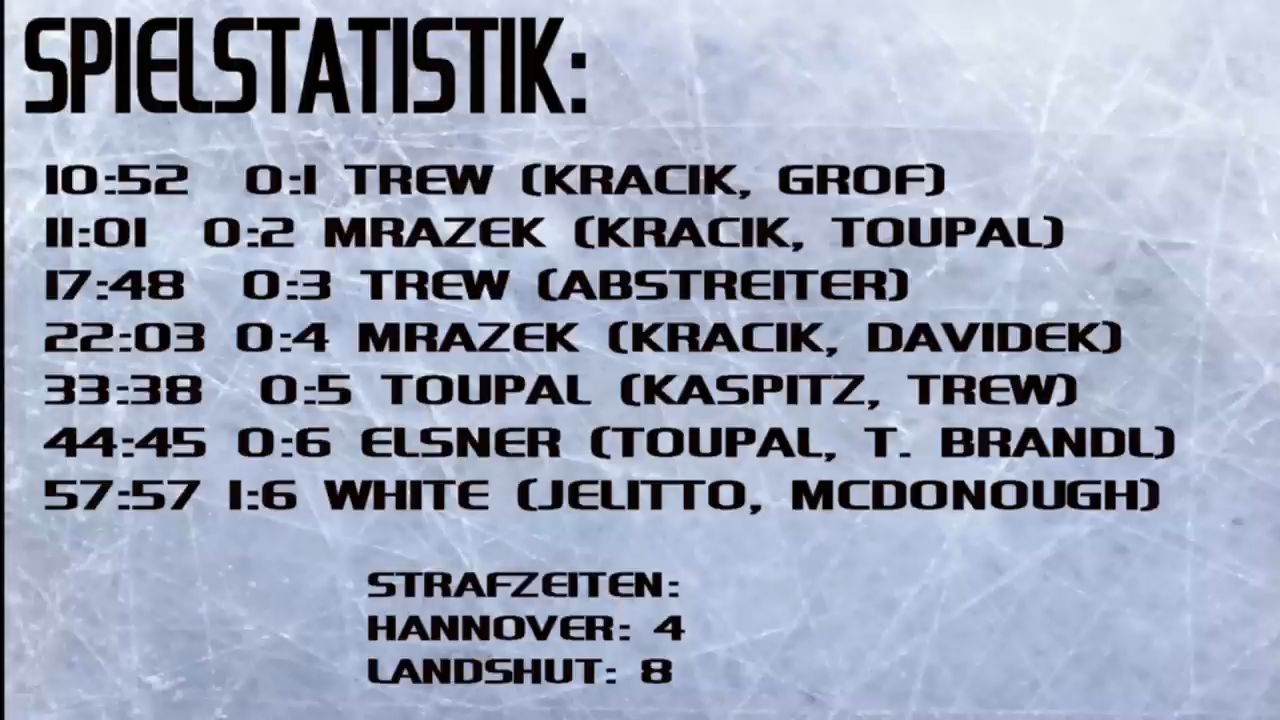 SPIELSTATISTIK:
10:52 0:1 TREW (KRACIK, GROF)
11:01 0:2 MRAZEK (KRACIK, TOUPAL)
17:48 0:3 TREW (ABSTREITER)
22:03 0:4 MRAZEK (KRACIK, DAVIDEK)
33:38 0:5 TOUPAL (KASPITZ, TREW)
44:45 0:6 ELSNER (TOUPAL, T. BRANDL)
57:57 1:6 WHITE (JELITTO, MCDONOUGH)
STRAFZEITEN:
HANNOVER: 4
LANDSHUT: 8